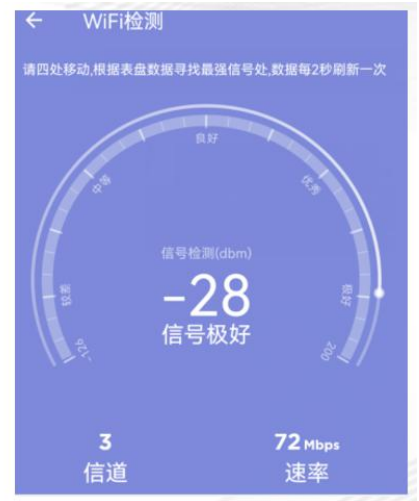 ← WiFi检测
请四处移动,根据表盘数据寻找最强信号处,数据每2秒刷新一次
良好
中等
优秀
信号检测(dbm)
较差
-28
极好
信号极好
-126
200
3
72 Mbps
信道
速率